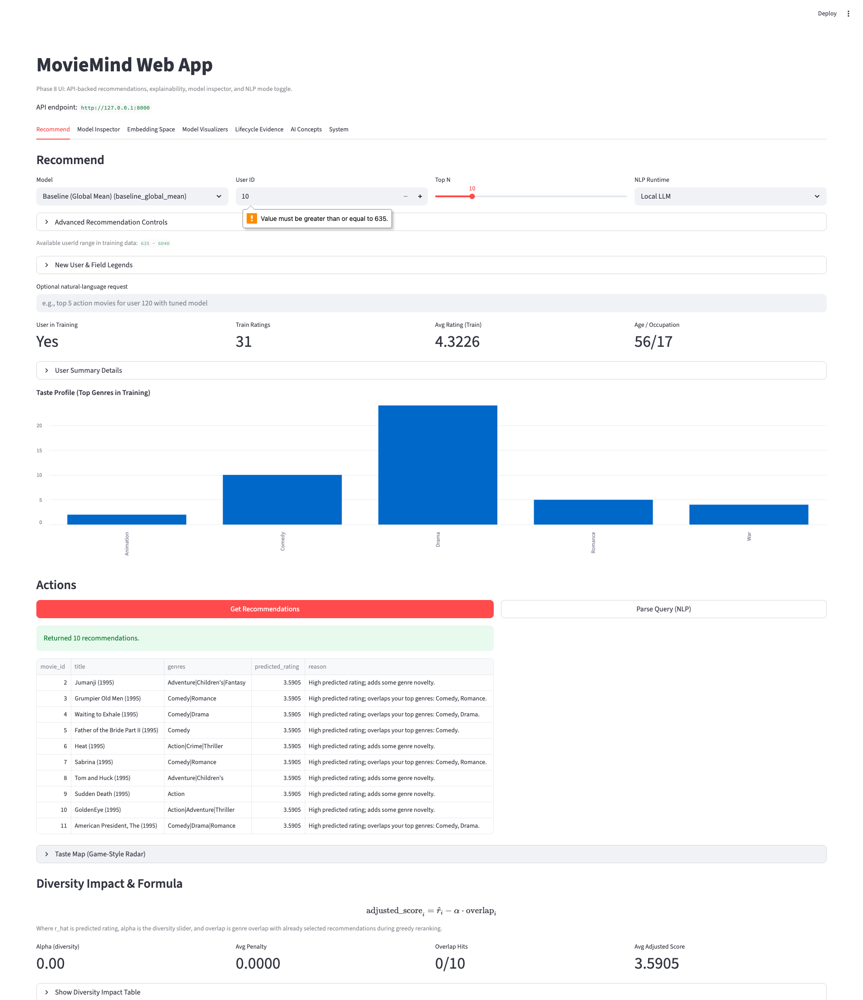 Deploy
MovieMind Web App
Phase 8 UI: API-backed recommendations, explainability, model inspector, and NLP mode toggle.
API endpoint: http://127.0.0.1:8000
Recommend Model Inspector Embedding Space Model Visualizers Lifecycle Evidence AI Concepts System
Recommend
Model User ID Top N NLP Runtime
10
Baseline (Global Mean) (baseline_global_mean) 10 − + Local LLM
Value must be greater than or equal to 635.
Advanced Recommendation Controls
Available userId range in training data: 635 - 6040
New User & Field Legends
Optional natural-language request
e.g., top 5 action movies for user 120 with tuned model
User in Training Train Ratings Avg Rating (Train) Age / Occupation
Yes 31 4.3226 56/17
User Summary Details
Taste Profile (Top Genres in Training)
20
15
10
5
0
Animation Comedy Drama Romance War
Actions
Get Recommendations Parse Query (NLP)
Returned 10 recommendations.
movie_id title genres predicted_rating reason
2 Jumanji (1995) Adventure|Children's|Fantasy 3.5905 High predicted rating; adds some genre novelty.
3 Grumpier Old Men (1995) Comedy|Romance 3.5905 High predicted rating; overlaps your top genres: Comedy, Romance.
4 Waiting to Exhale (1995) Comedy|Drama 3.5905 High predicted rating; overlaps your top genres: Comedy, Drama.
5 Father of the Bride Part II (1995) Comedy 3.5905 High predicted rating; overlaps your top genres: Comedy.
6 Heat (1995) Action|Crime|Thriller 3.5905 High predicted rating; adds some genre novelty.
7 Sabrina (1995) Comedy|Romance 3.5905 High predicted rating; overlaps your top genres: Comedy, Romance.
8 Tom and Huck (1995) Adventure|Children's 3.5905 High predicted rating; adds some genre novelty.
9 Sudden Death (1995) Action 3.5905 High predicted rating; adds some genre novelty.
10 GoldenEye (1995) Action|Adventure|Thriller 3.5905 High predicted rating; adds some genre novelty.
11 American President, The (1995) Comedy|Drama|Romance 3.5905 High predicted rating; overlaps your top genres: Comedy, Drama.
Taste Map (Game-Style Radar)
Diversity Impact & Formula
adjusted_scoreᵢ = r̂ᵢ − α · overlapᵢ
Where r_hat is predicted rating, alpha is the diversity slider, and overlap is genre overlap with already selected recommendations during greedy reranking.
Alpha (diversity) Avg Penalty Overlap Hits Avg Adjusted Score
0.00 0.0000 0/10 3.5905
Show Diversity Impact Table